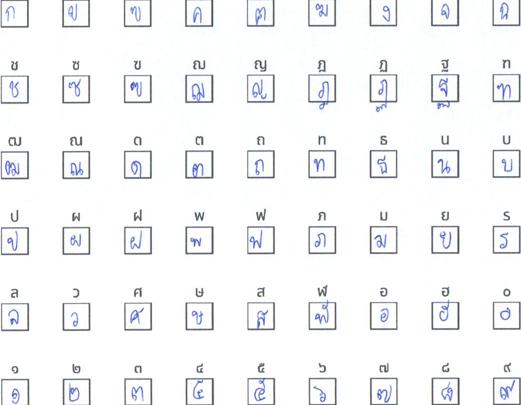 ก ข ฃ ค ฅ ฆ ง จ ฉ
ช ซ ฃ ฌ ญ ฎ ฏ ฐ ฑ
ช ซ ฃ ฌ ญ ฎ ฏ ฐ ฑ
ฒ ณ ด ต ถ ท ธ น บ
ฒ ณ ด ต ถ ท ธ น บ
ป ผ ฝ พ ฟ ภ ม ย ร
ป ผ ฝ พ ฟ ภ ม ย ร
ล ว ศ ษ ส ฬ อ ฮ ๐
ล ว ศ ษ ส ฬ อ ฮ ๐
๑ ๒ ๓ ๔ ๕ ๖ ๗ ๘ ๙
๑ ๒ ๓ ๔ ๕ ๖ ๗ ๘ ๙